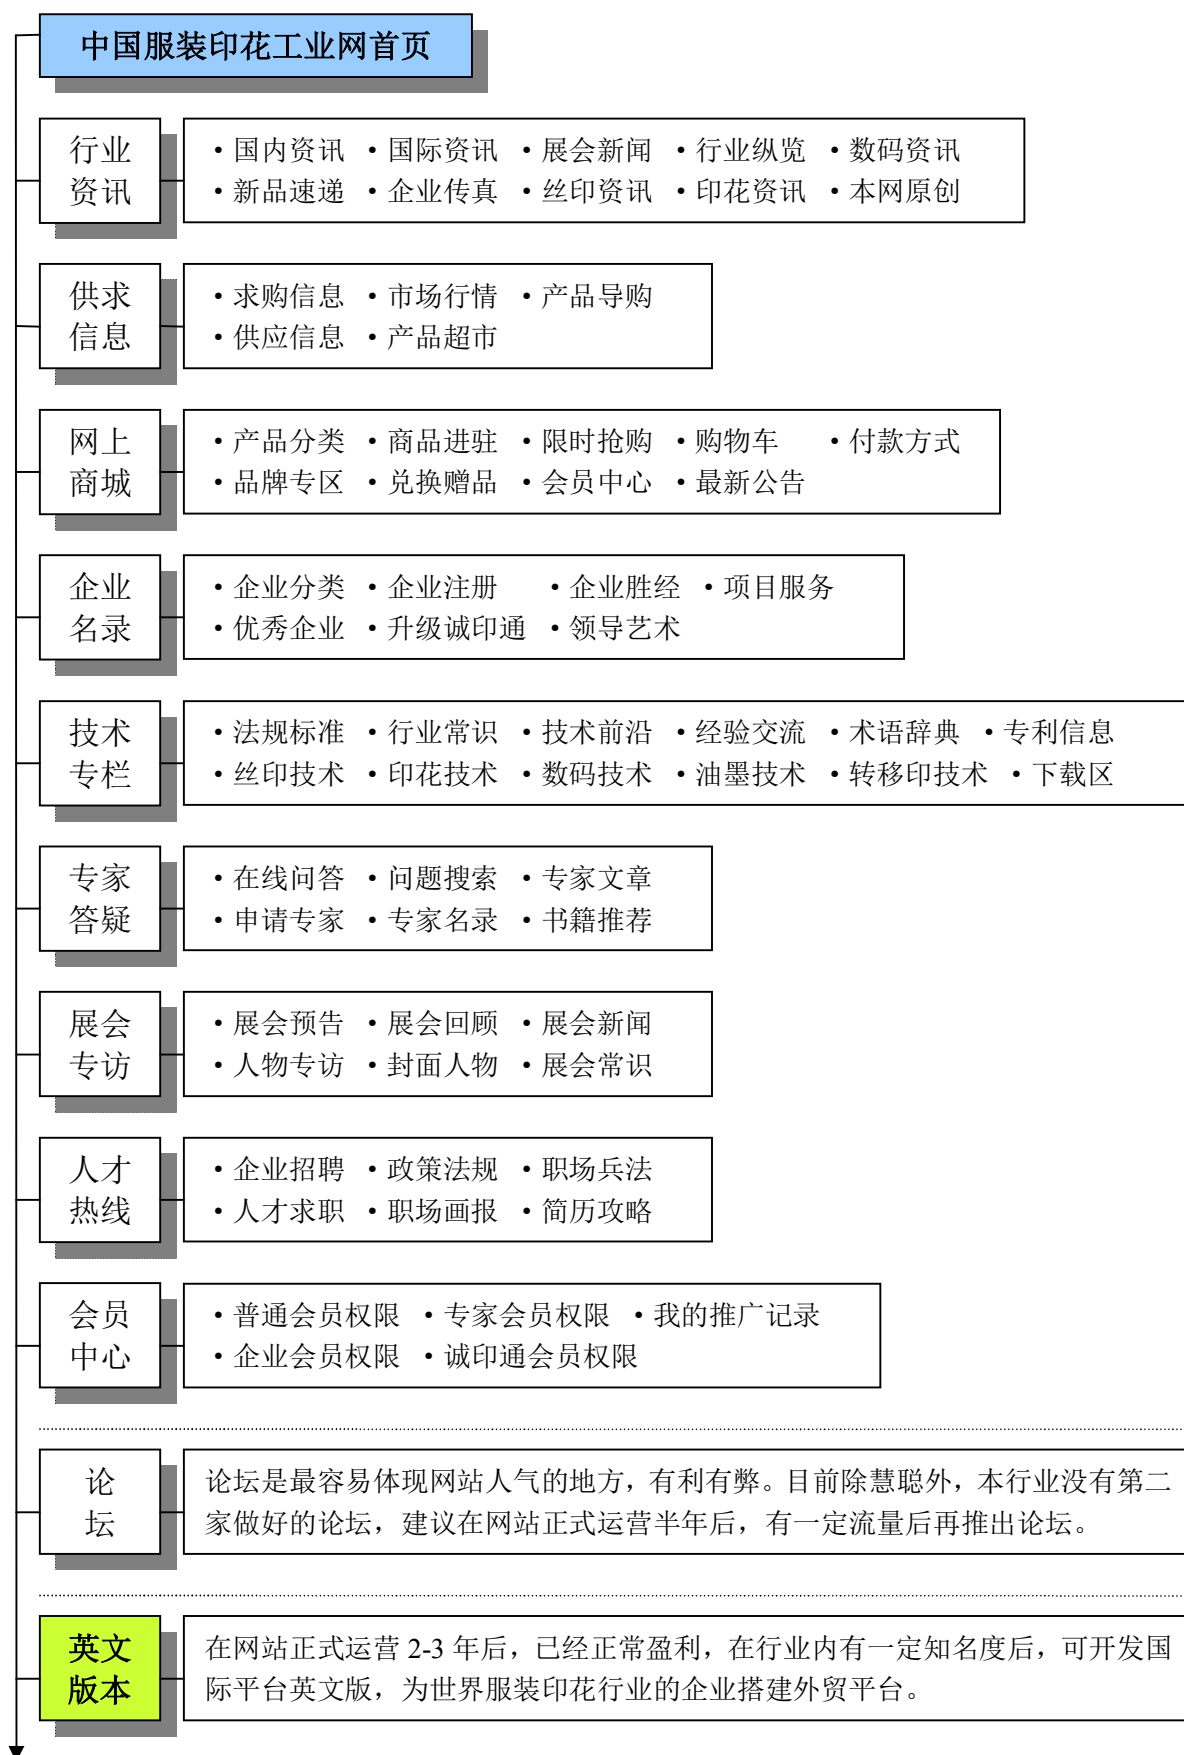 中国服装印花工业网首页
行业
资讯
·国内资讯 ·国际资讯 ·展会新闻 ·行业纵览 ·数码资讯
·新品速递 ·企业传真 ·丝印资讯 ·印花资讯 ·本网原创
供求
信息
·求购信息 ·市场行情 ·产品导购
·供应信息 ·产品超市
网上
商城
·产品分类 ·商品进驻 ·限时抢购 ·购物车 ·付款方式
·品牌专区 ·兑换赠品 ·会员中心 ·最新公告
企业
名录
·企业分类 ·企业注册 ·企业胜经 ·项目服务
·优秀企业 ·升级诚印通 ·领导艺术
技术
专栏
·法规标准 ·行业常识 ·技术前沿 ·经验交流 ·术语辞典 ·专利信息
·丝印技术 ·印花技术 ·数码技术 ·油墨技术 ·转移印技术 ·下载区
专家
答疑
·在线问答 ·问题搜索 ·专家文章
·申请专家 ·专家名录 ·书籍推荐
展会
专访
·展会预告 ·展会回顾 ·展会新闻
·人物专访 ·封面人物 ·展会常识
人才
热线
·企业招聘 ·政策法规 ·职场兵法
·人才求职 ·职场画报 ·简历攻略
会员
中心
·普通会员权限 ·专家会员权限 ·我的推广记录
·企业会员权限 ·诚印通会员权限
论
坛
论坛是最容易体现网站人气的地方，有利有弊。目前除慧聪外，本行业没有第二
家做好的论坛，建议在网站正式运营半年后，有一定流量后再推出论坛。
英文
版本
在网站正式运营 2-3 年后，已经正常盈利，在行业内有一定知名度后，可开发国
际平台英文版，为世界服装印花行业的企业搭建外贸平台。